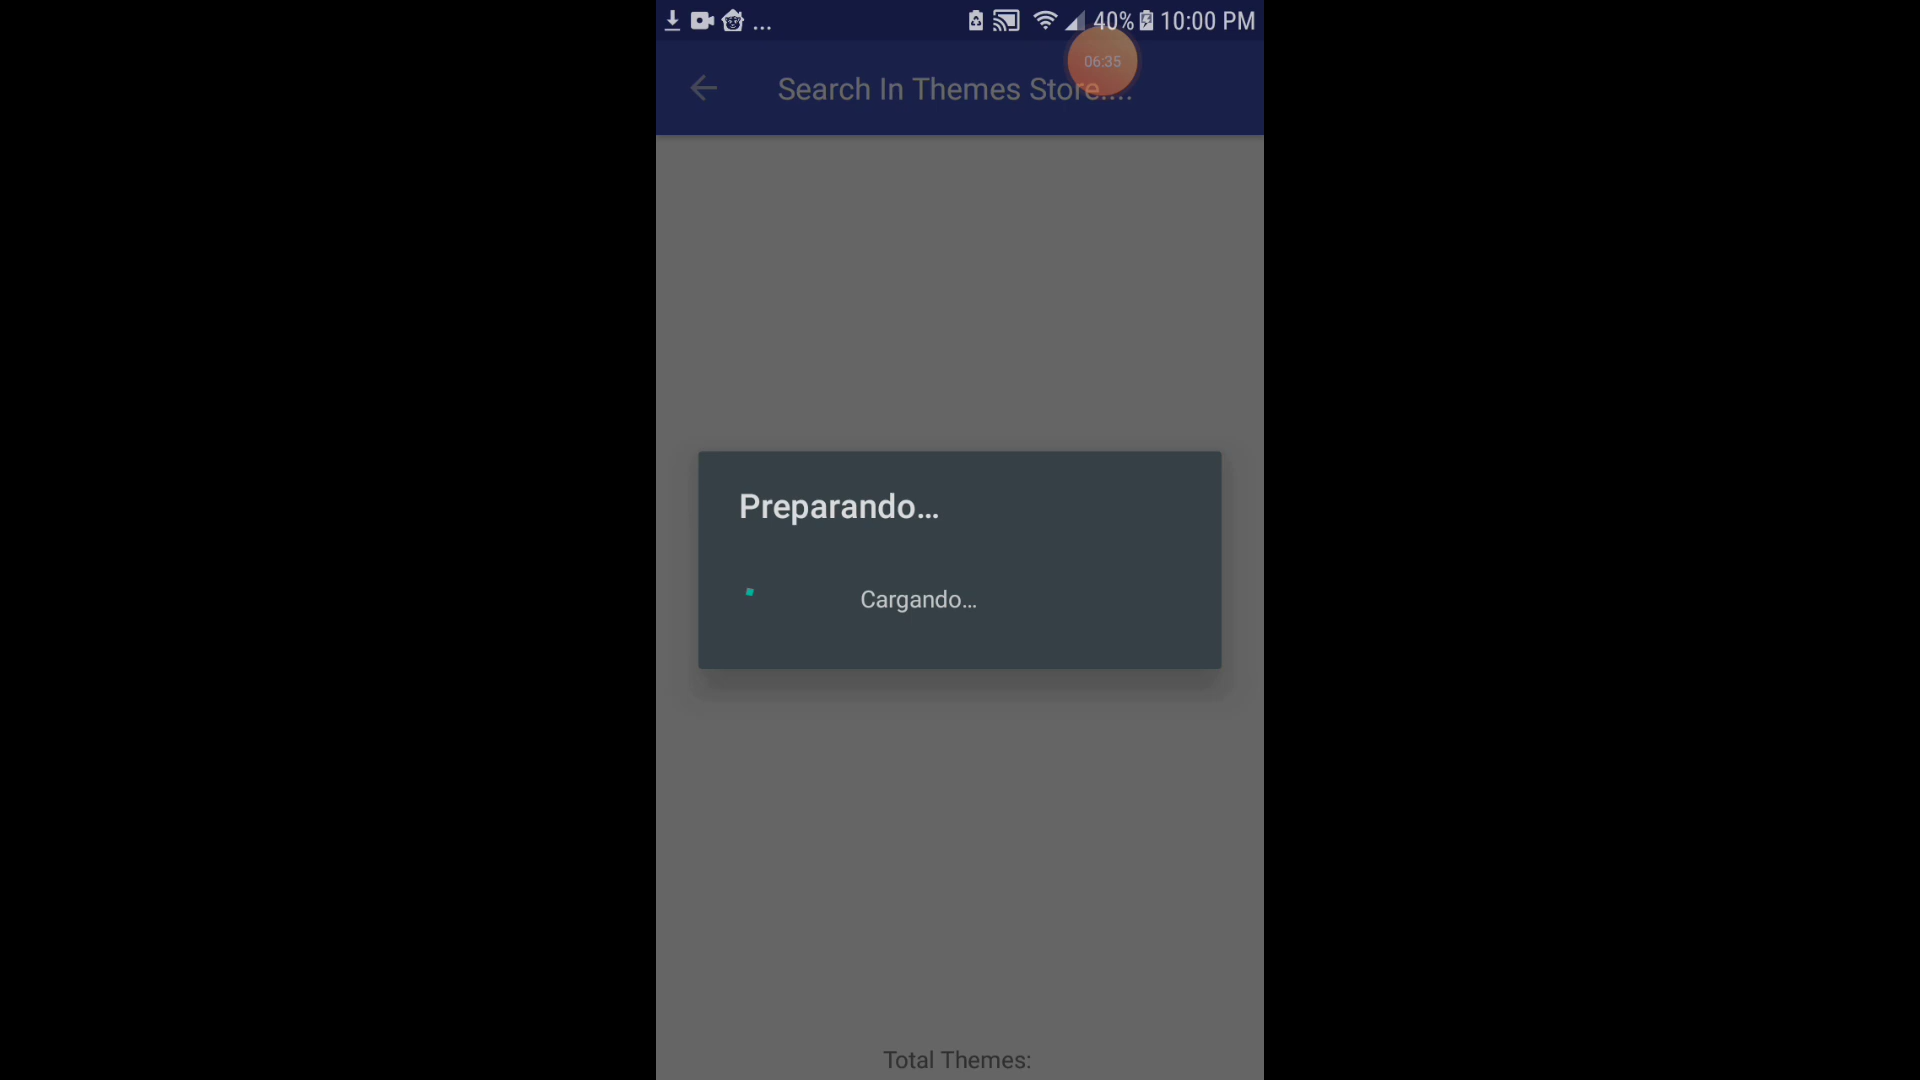 ... 40% 10:00 PM
06:35
Search In Themes Store....
Preparando...
Cargando...
Total Themes: